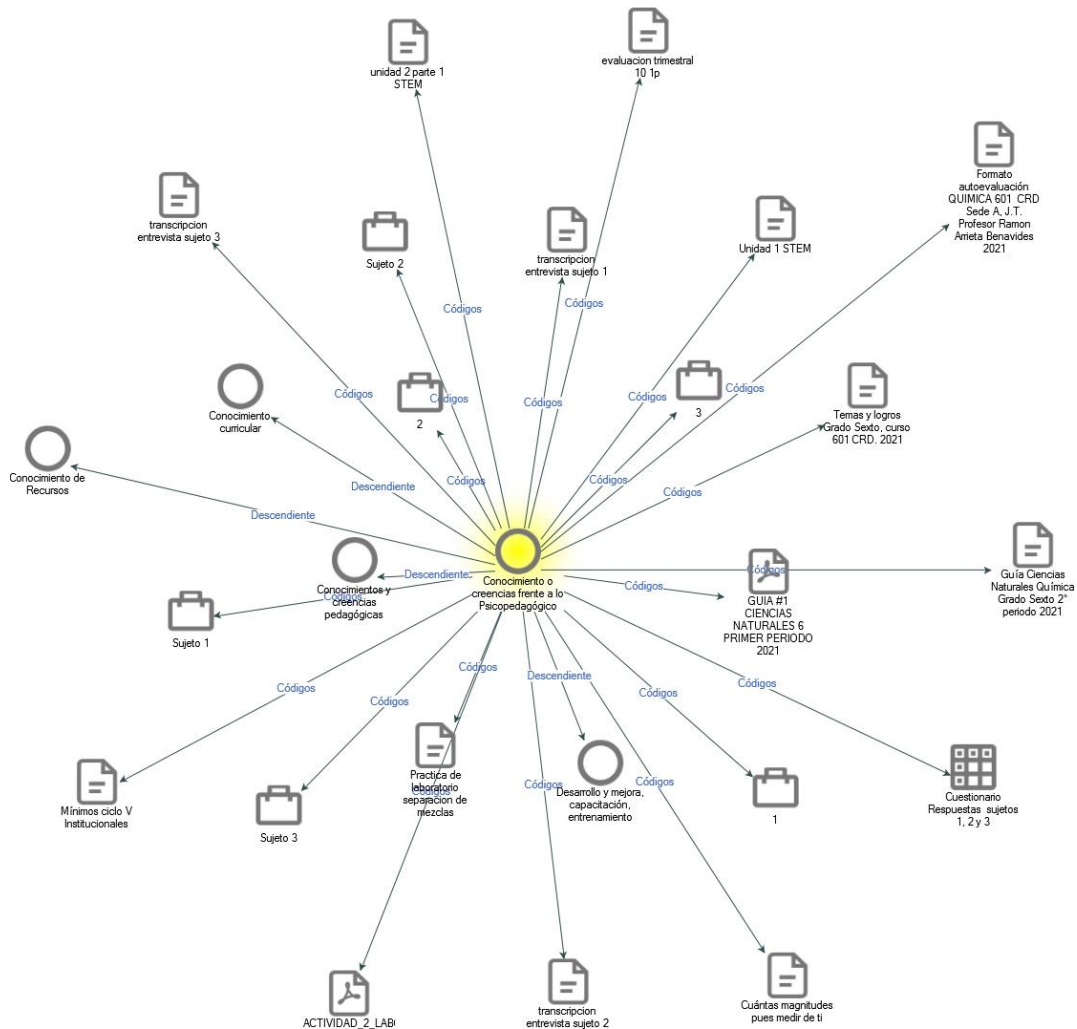 unidad 2 parte 1
STEM
evaluacion trimestral
10 1p
Formato
autoevaluación
QUIMICA 601 CRD
Sede A, J.T.
Profesor Ramon
Arrieta Benavides
2021
transcripcion
entrevista sujeto 3
Sujeto 2
transcripcion
entrevista sujeto 1
Unidad 1 STEM
Códigos
Códigos
Códigos
Códigos
Códigos
Códigos
Códigos
Conocimiento
curricular
2
3
Temas y logros
Grado Sexto, curso
601 CRD. 2021
Conocimiento de
Recursos
Descendiente
Códigos
Códigos
Códigos
Descendiente
Conocimientos y
creencias
pedagógicas
Descendiente
Códigos
Conocimiento o
creencias frente a lo
Psicopedagógico
Códigos
Códigos
GUIA #1
CIENCIAS
NATURALES 6
PRIMER PERIODO
2021
Guía Ciencias
Naturales Química
Grado Sexto 2°
periodo 2021
Sujeto 1
Códigos
Códigos
Códigos
Descendiente
Códigos
Códigos
Mínimos ciclo V
Institucionales
Sujeto 3
Practica de
laboratorio
separacion de
mezclas
Códigos
Códigos
Desarrollo y mejora,
capacitación,
entrenamiento
Códigos
1
Cuestionario
Respuestas sujetos
1, 2 y 3
ACTIVIDAD_2_LAB
transcripcion
entrevista sujeto 2
Cuántas magnitudes
pues medir de ti